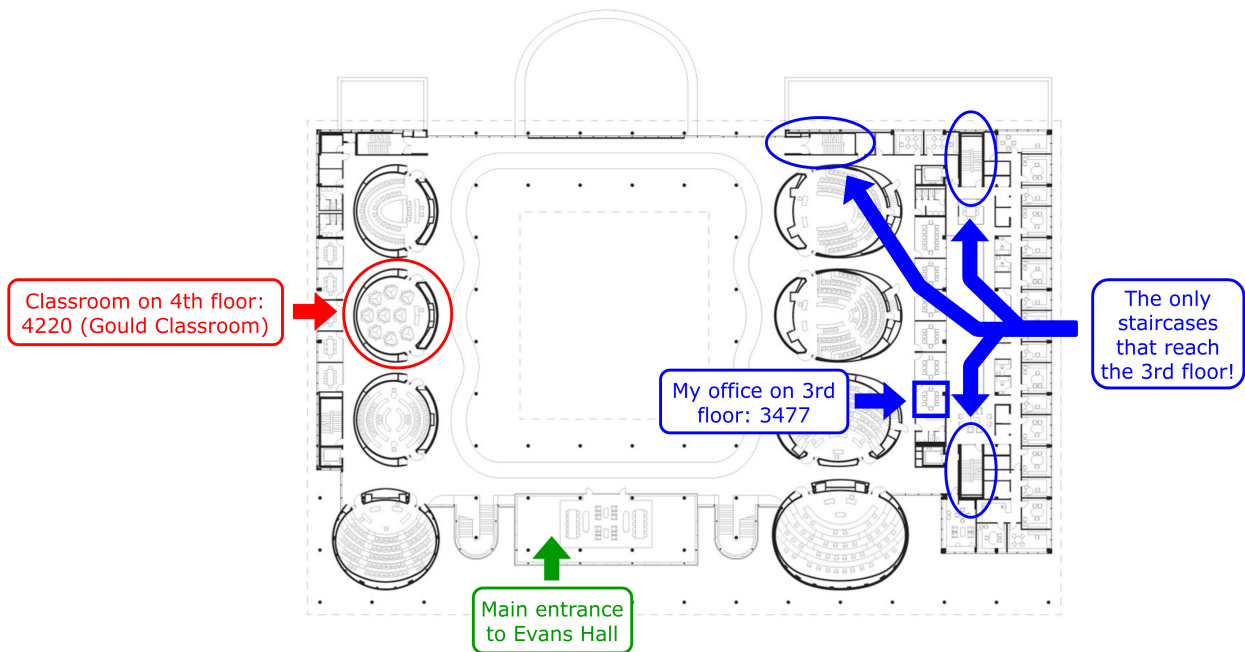 Classroom on 4th floor:
4220 (Gould Classroom)
The only
staircases
that reach
the 3rd floor!
My office on 3rd
floor: 3477
Main entrance
to Evans Hall